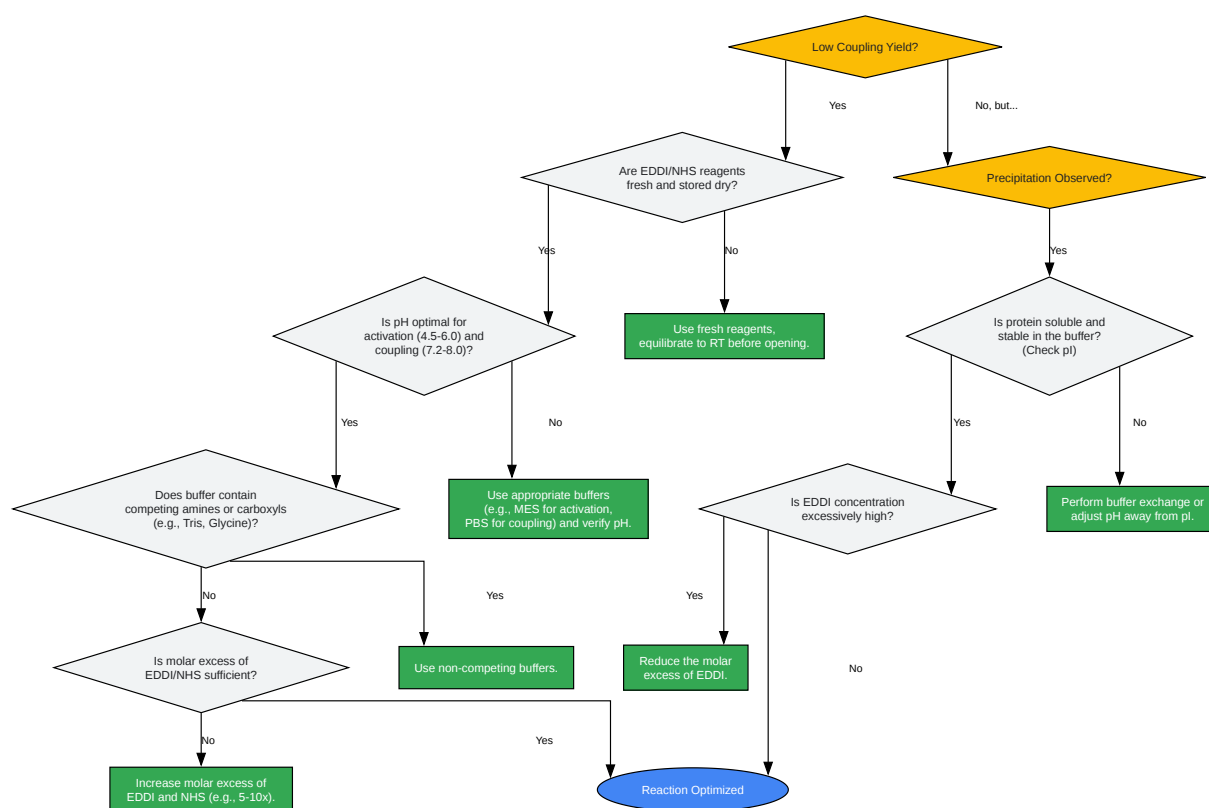 Low Coupling Yield?
Yes
No, but...
Are EDDI/NHS reagents
fresh and stored dry?
Precipitation Observed?
Yes
No
Yes
Is pH optimal for
activation (4.5-6.0) and
coupling (7.2-8.0)?
Use fresh reagents,
equilibrate to RT before opening.
Is protein soluble and
stable in the buffer?
(Check pI)
Yes
No
Yes
No
Does buffer contain
competing amines or carboxyls
(e.g., Tris, Glycine)?
Use appropriate buffers
(e.g., MES for activation,
PBS for coupling) and verify pH.
Is EDDI concentration
excessively high?
Perform buffer exchange or
adjust pH away from pI.
No
Yes
Yes
No
Is molar excess of
EDDI/NHS sufficient?
Use non-competing buffers.
Reduce the molar
excess of EDDI.
No
Yes
Increase molar excess of
EDDI and NHS (e.g., 5-10x).
Reaction Optimized